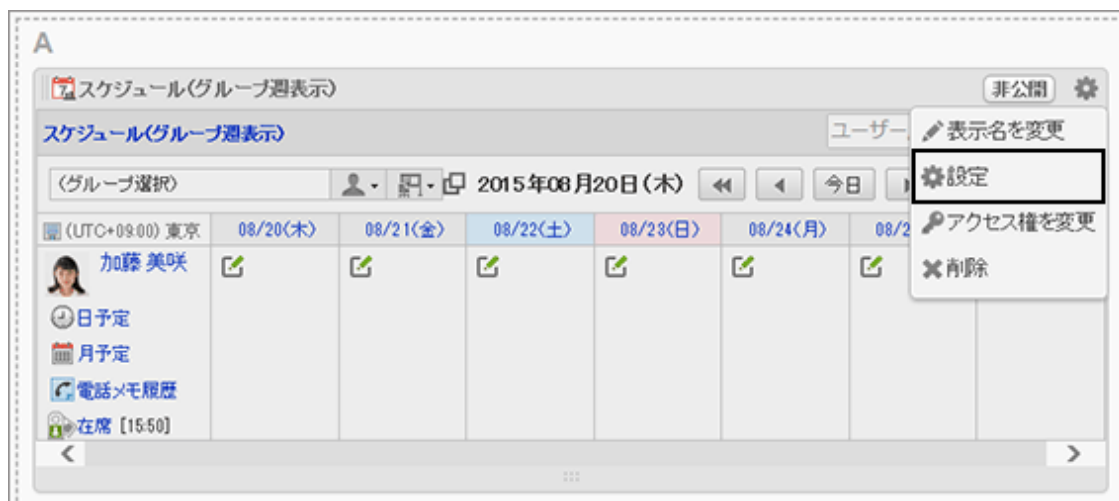 A
スケジュール(グループ週表示)
非公開
スケジュール(グループ週表示)
ユーザー
表示名を変更
設定
アクセス権を変更
削除
(グループ選択)
2015年08月20日(木)
今日
(UTC+09:00) 東京
08/20(木)
08/21(金)
08/22(土)
08/23(日)
08/24(月)
08/2
加藤 美咲
日予定
月予定
電話メモ履歴
在席 [15:50]